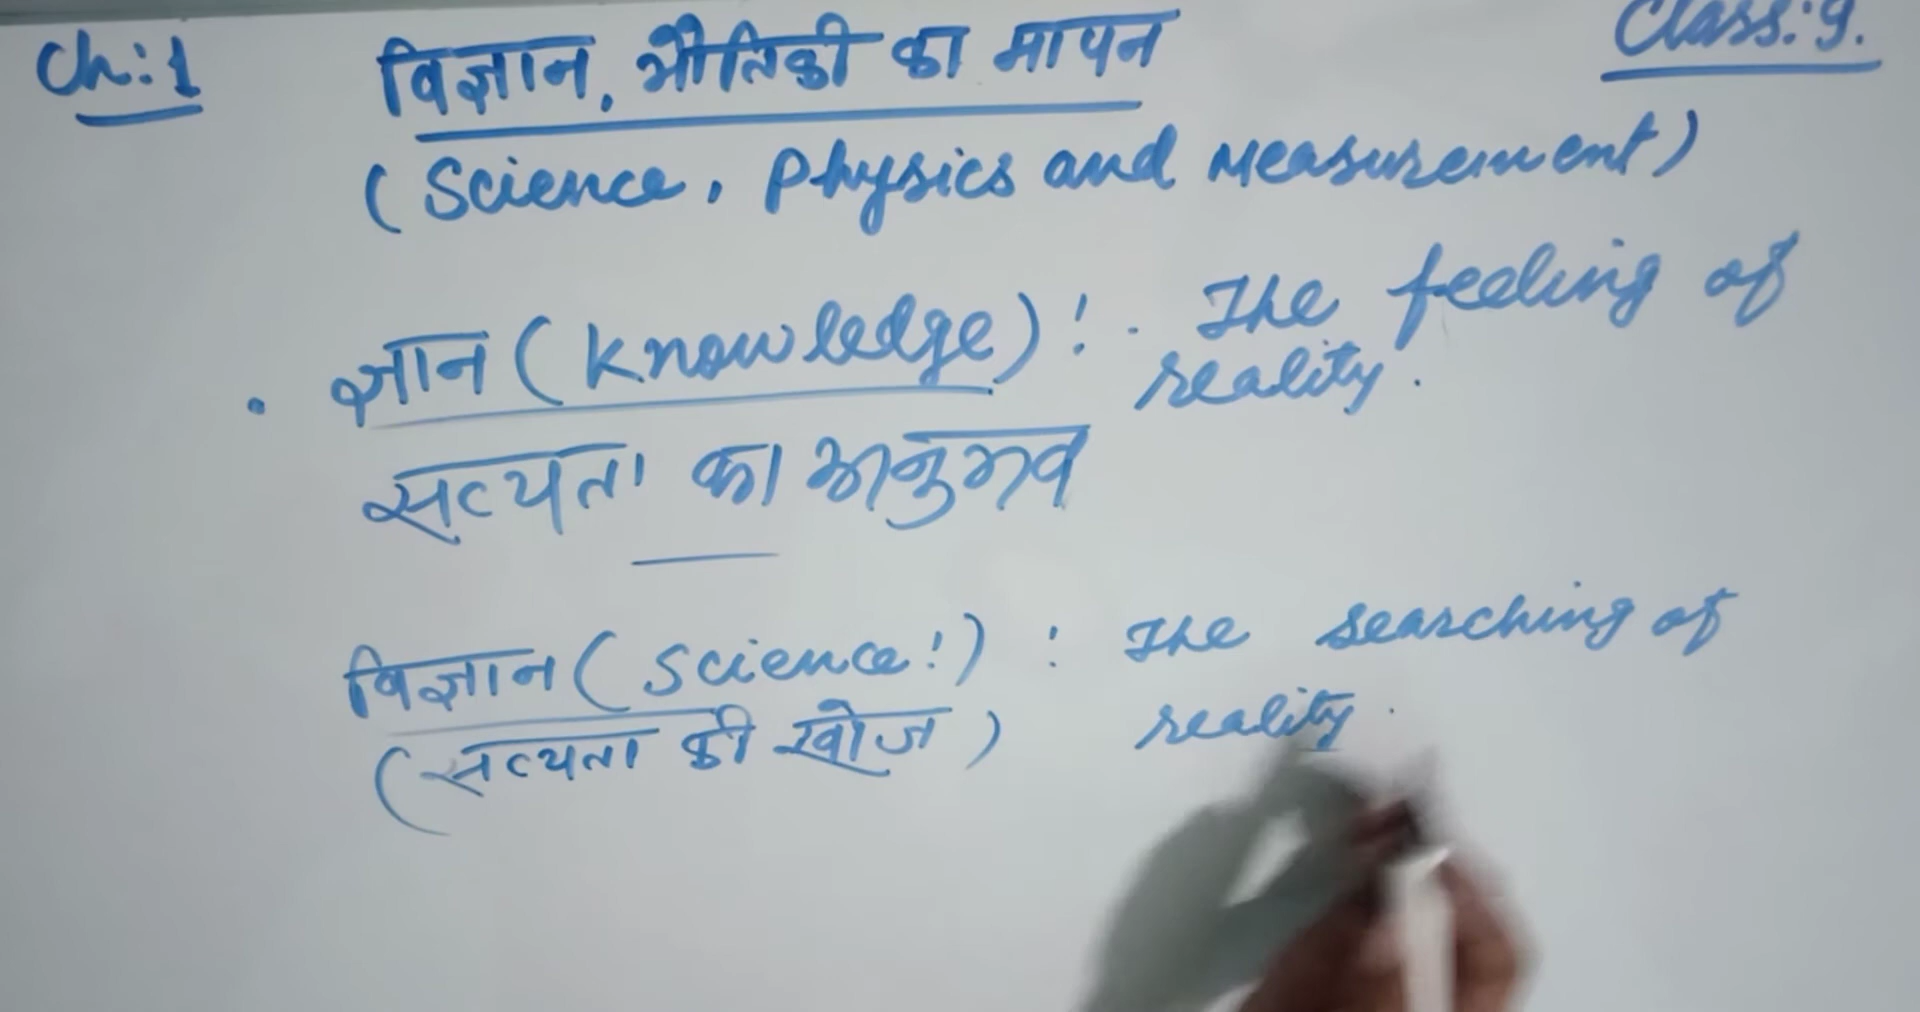 Ch:1 विज्ञान, भौतिकी का मापन Class:9.
(Science, Physics and Measurement)
. ज्ञान (Knowledge) : . The feeling of
reality.
सत्यता का अनुभव
विज्ञान (Science:) : The searching of
reality.
(सत्यता की खोज)